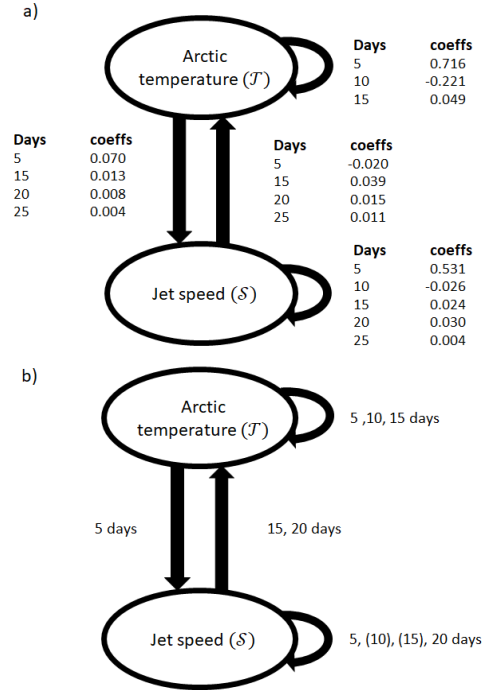 a)
Arctic
temperature (𝒯)
Days coeffs
5 0.716
10 -0.221
15 0.049
Days coeffs
5 0.070
15 0.013
20 0.008
25 0.004
Days coeffs
5 -0.020
15 0.039
20 0.015
25 0.011
Jet speed (𝒮)
Days coeffs
5 0.531
10 -0.026
15 0.024
20 0.030
25 0.004
b)
Arctic
temperature (𝒯)
5 ,10, 15 days
5 days
15, 20 days
Jet speed (𝒮)
5, (10), (15), 20 days